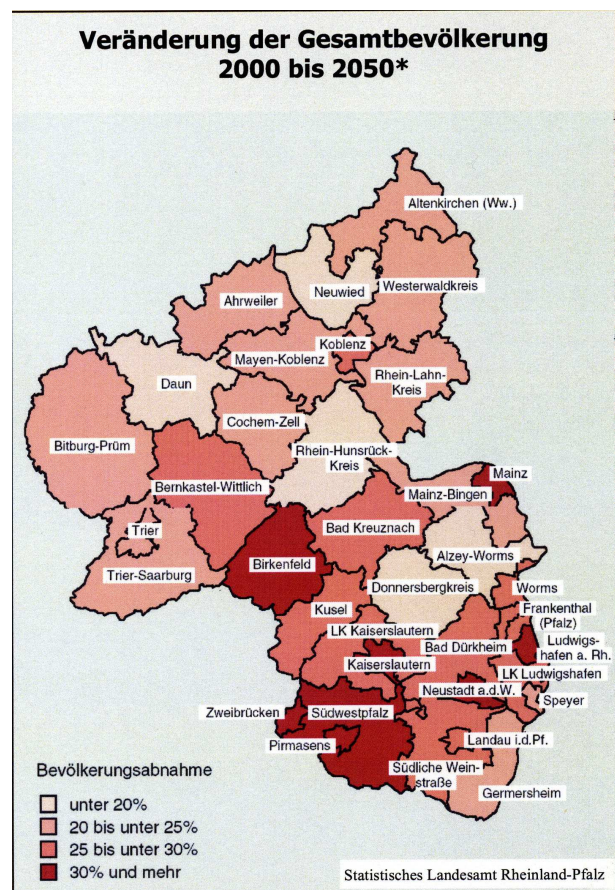 Veränderung der Gesamtbevölkerung
2000 bis 2050*
Altenkirchen (Ww.)
Neuwied
Westerwaldkreis
Ahrweiler
Koblenz
Mayen-Koblenz
Rhein-Lahn-
Kreis
Daun
Cochem-Zell
Bitburg-Prüm
Rhein-Hunsrück-
Kreis
Bernkastel-Wittlich
Mainz
Mainz-Bingen
Bad Kreuznach
Trier
Alzey-Worms
Birkenfeld
Trier-Saarburg
Donnersbergkreis
Worms
Kusel
Frankenthal
(Pfalz)
LK Kaiserslautern
Bad Dürkheim
Ludwigs-
hafen a. Rh.
Kaiserslautern
LK Ludwigshafen
Neustadt a.d.W.
Speyer
Zweibrücken
Südwestpfalz
Pirmasens
Landau i.d.Pf.
Südliche Wein-
straße
Germersheim
Bevölkerungsabnahme
unter 20%
20 bis unter 25%
25 bis unter 30%
30% und mehr
Statistisches Landesamt Rheinland-Pfalz